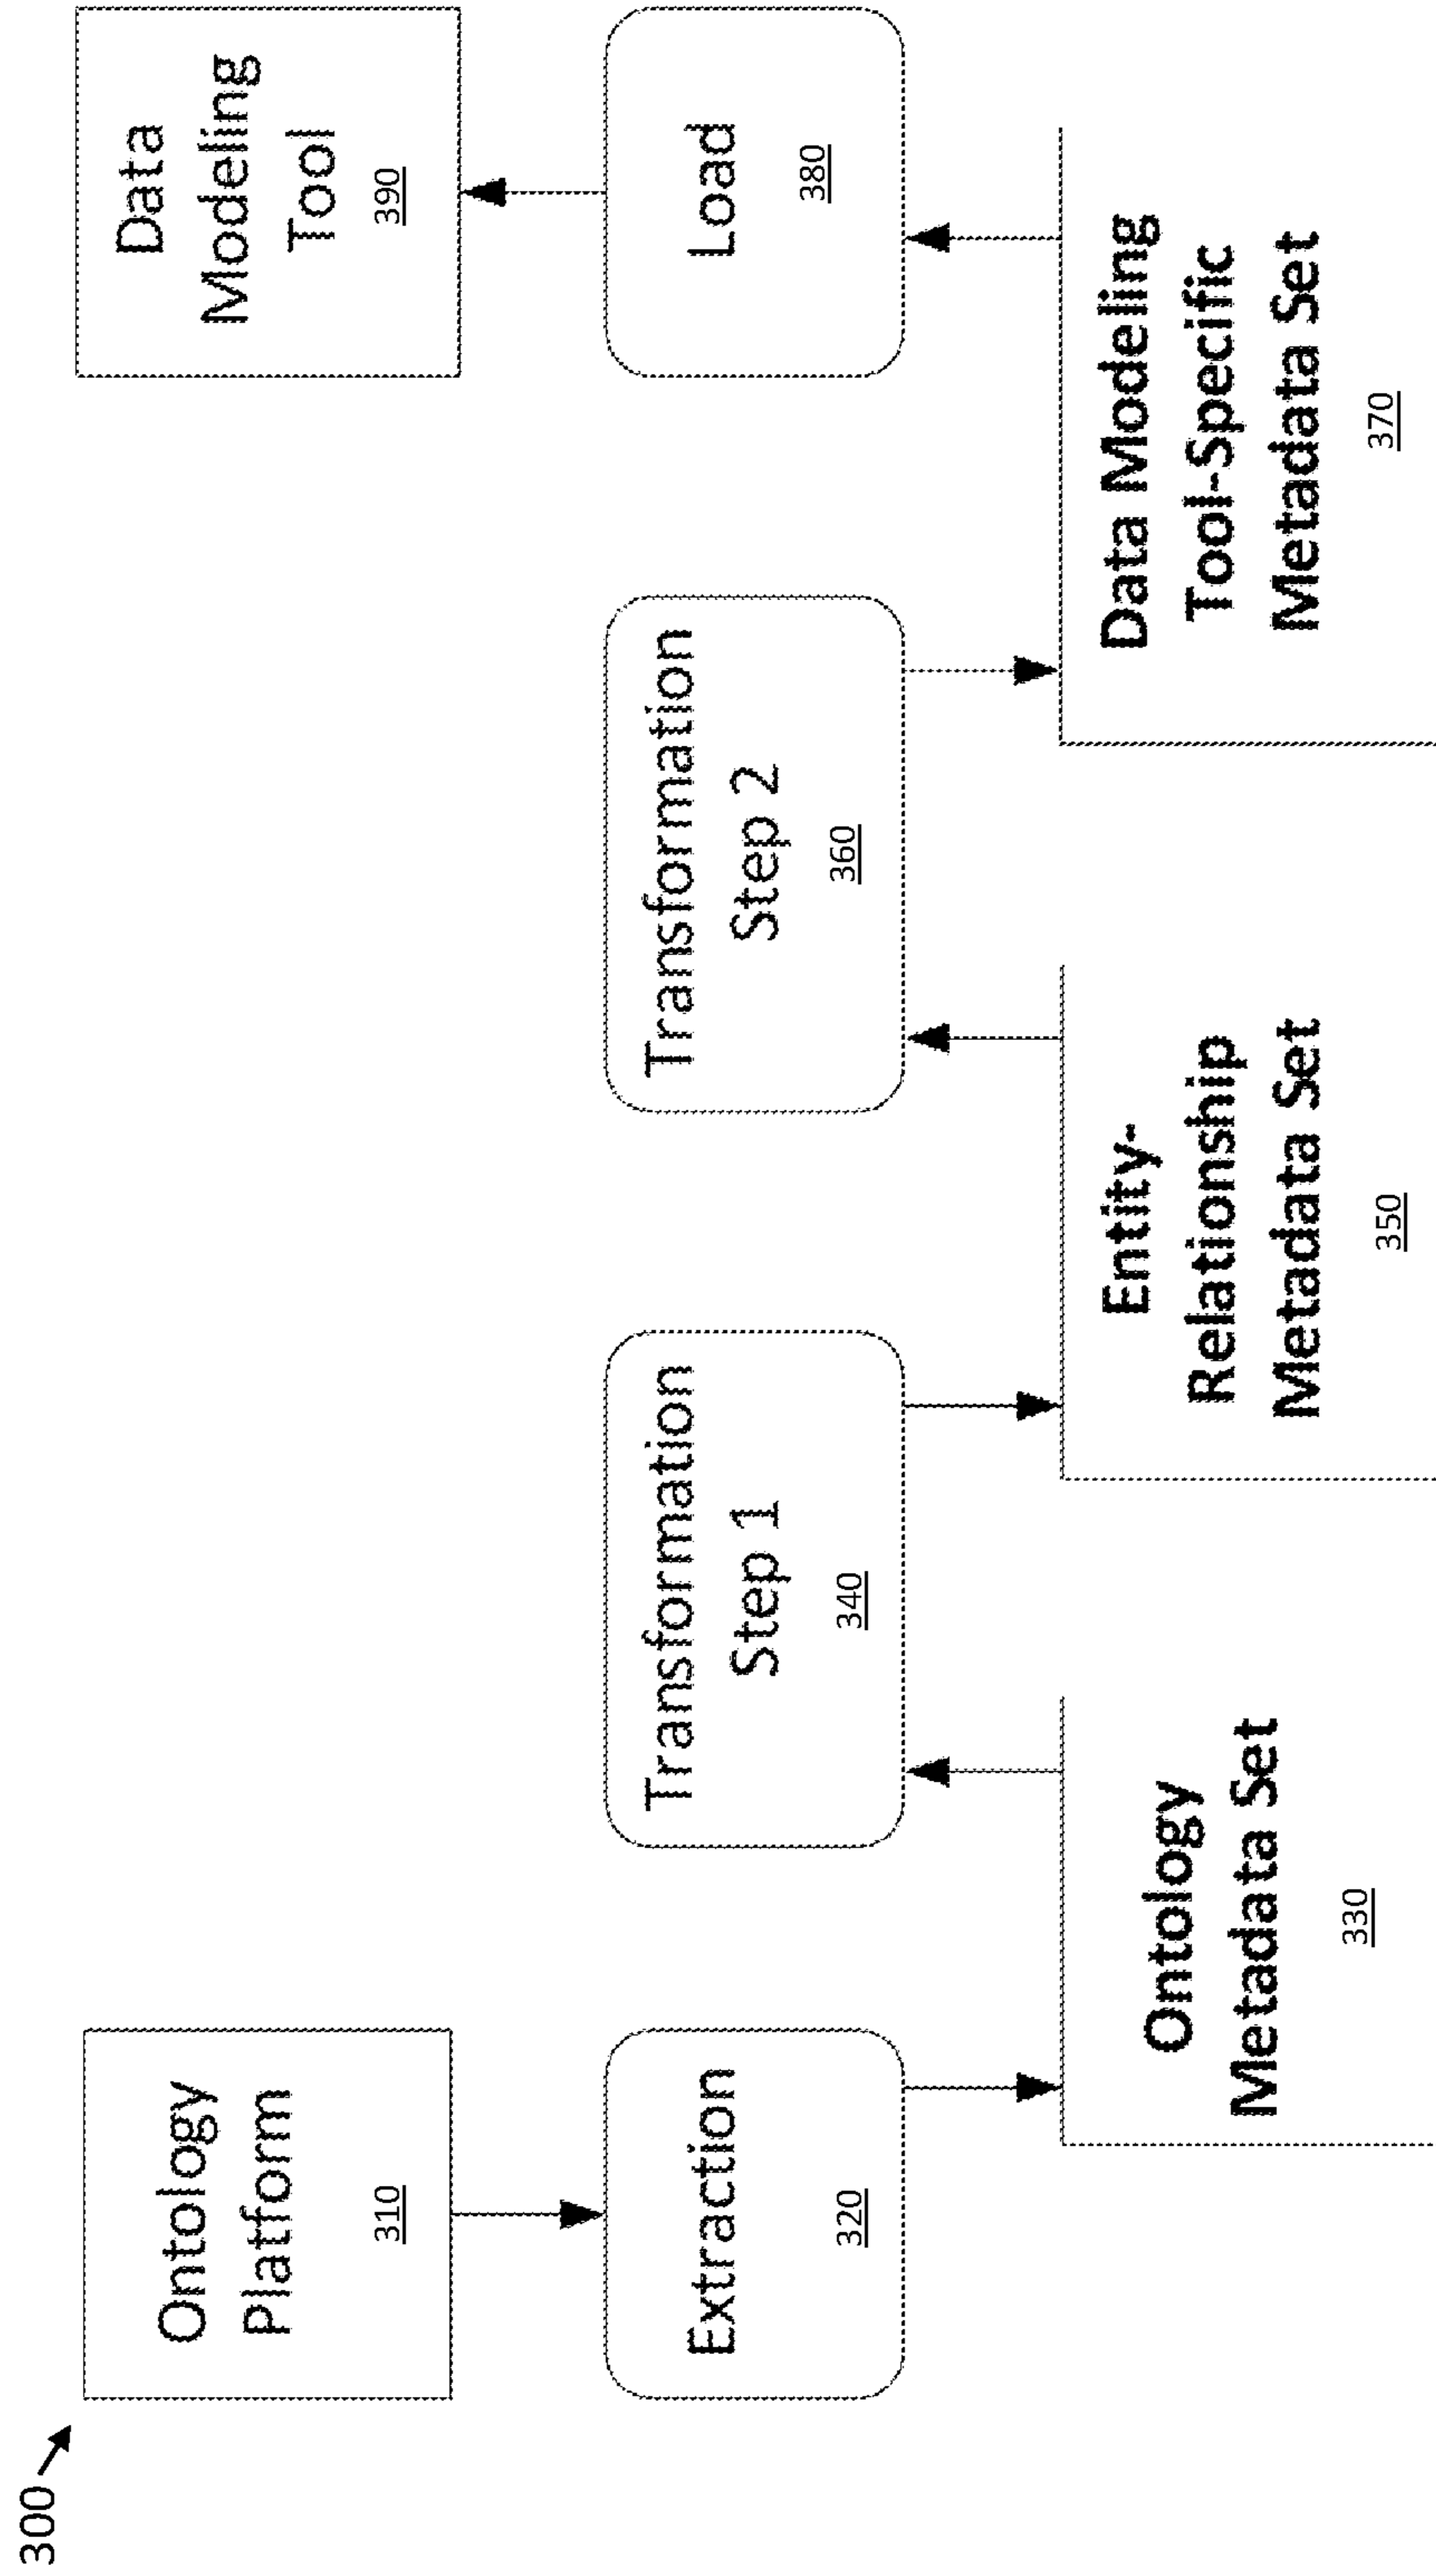 300
Ontology
Platform
310
Extraction
320
Ontology
Metadata Set
330
Transformation
Step 1
340
Entity-
Relationship
Metadata Set
350
Transformation
Step 2
360
Data Modeling
Tool-Specific
Metadata Set
370
Load
380
Data
Modeling
Tool
390